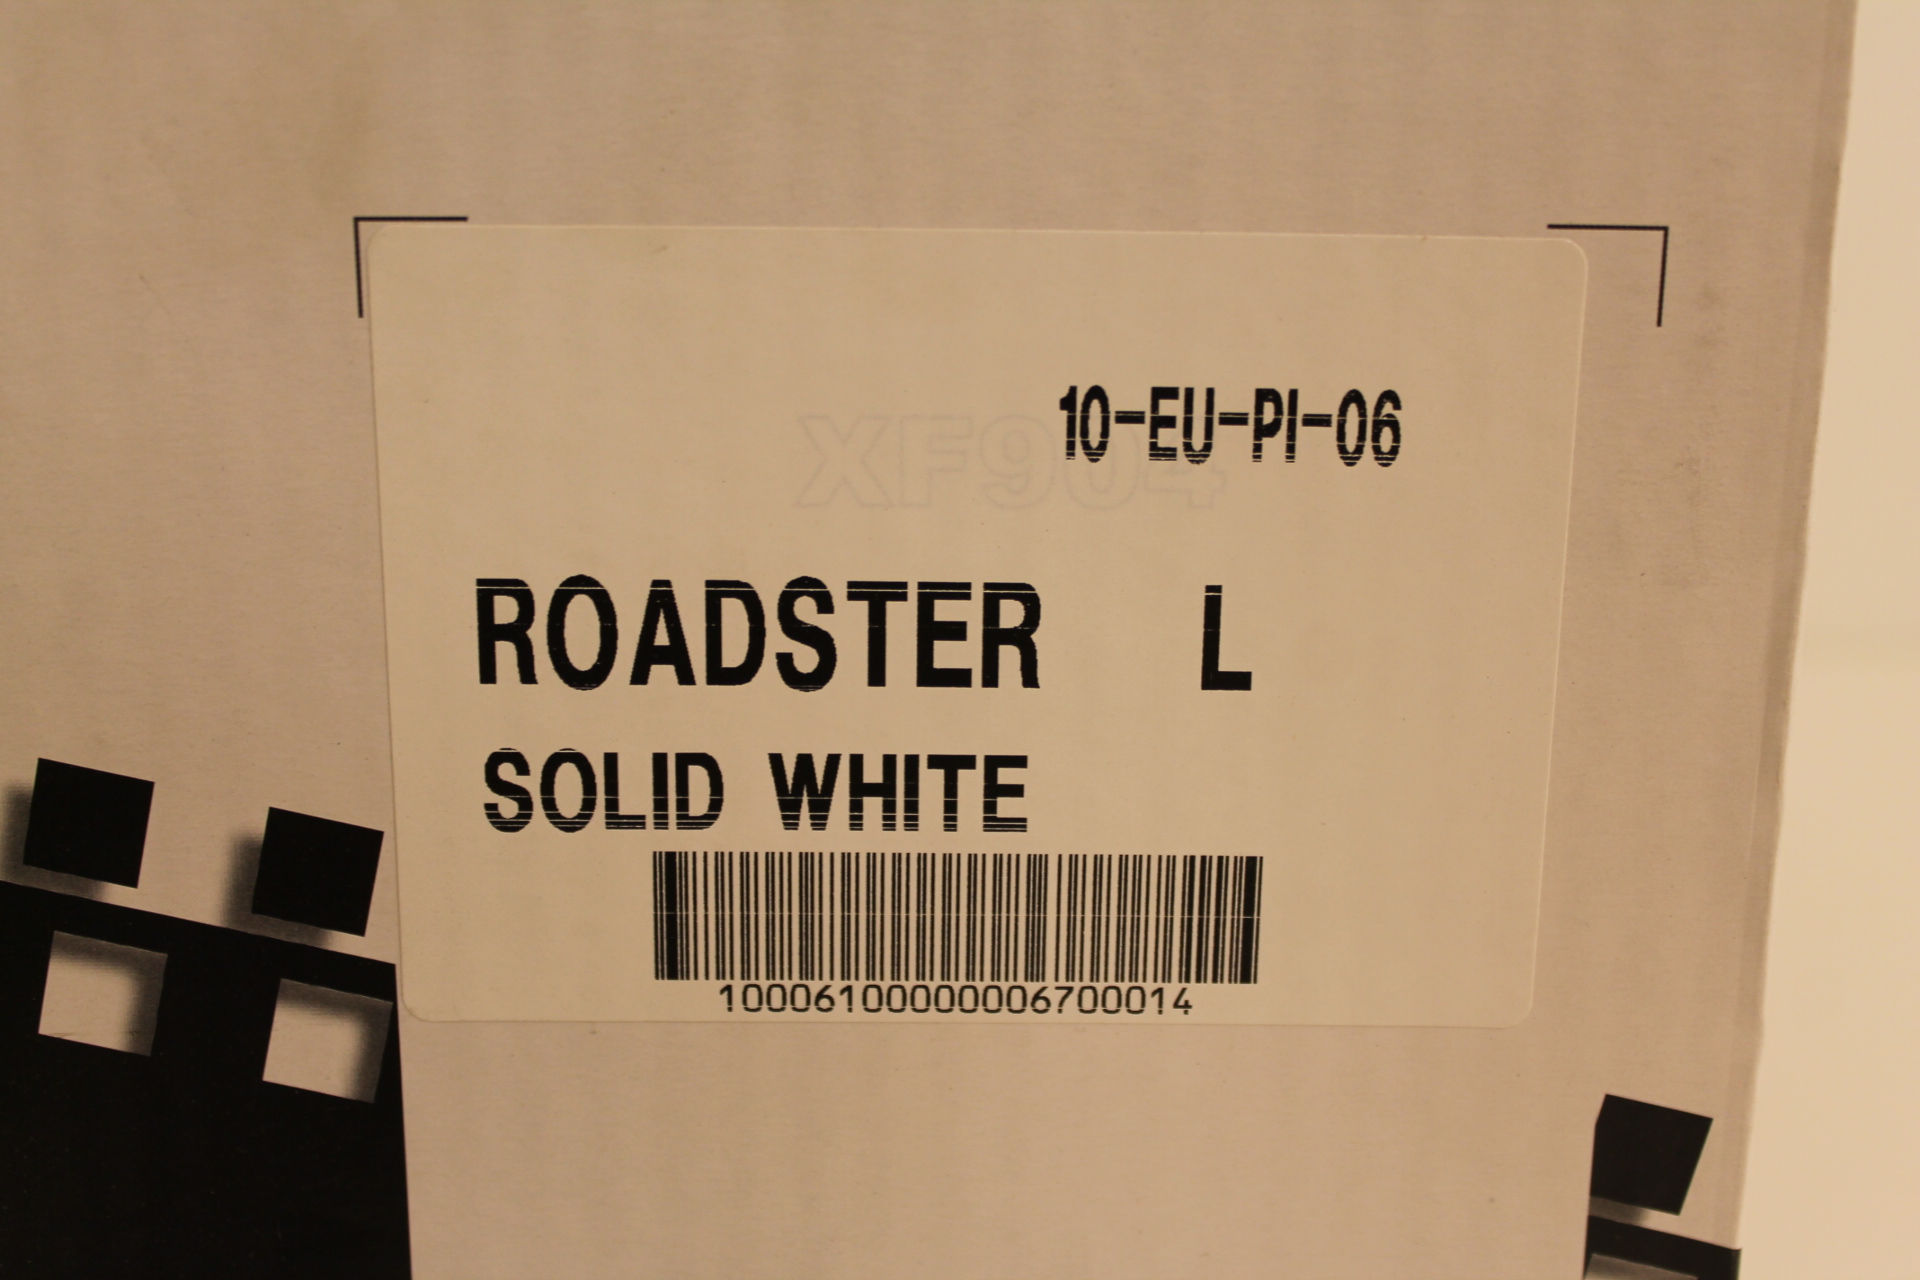 10-EU-PI-06
XF904
ROADSTER L
SOLID WHITE
10006100000006700014